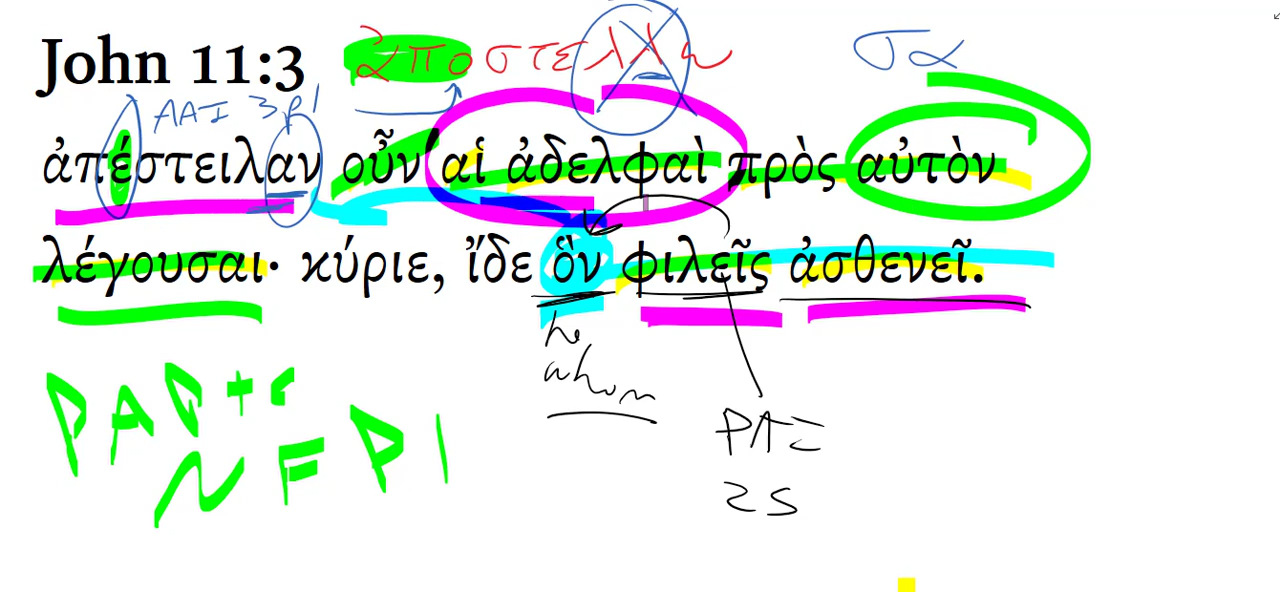 John 11:3 ἀποστελλω σα
AAI 3Pl
ἀπέστειλαν οὖν αἱ ἀδελφαὶ πρὸς αὐτὸν
λέγουσαι· κύριε, ἴδε ὃν φιλεῖς ἀσθενεῖ.
he
whom
PA
NFPl
PAI
2S